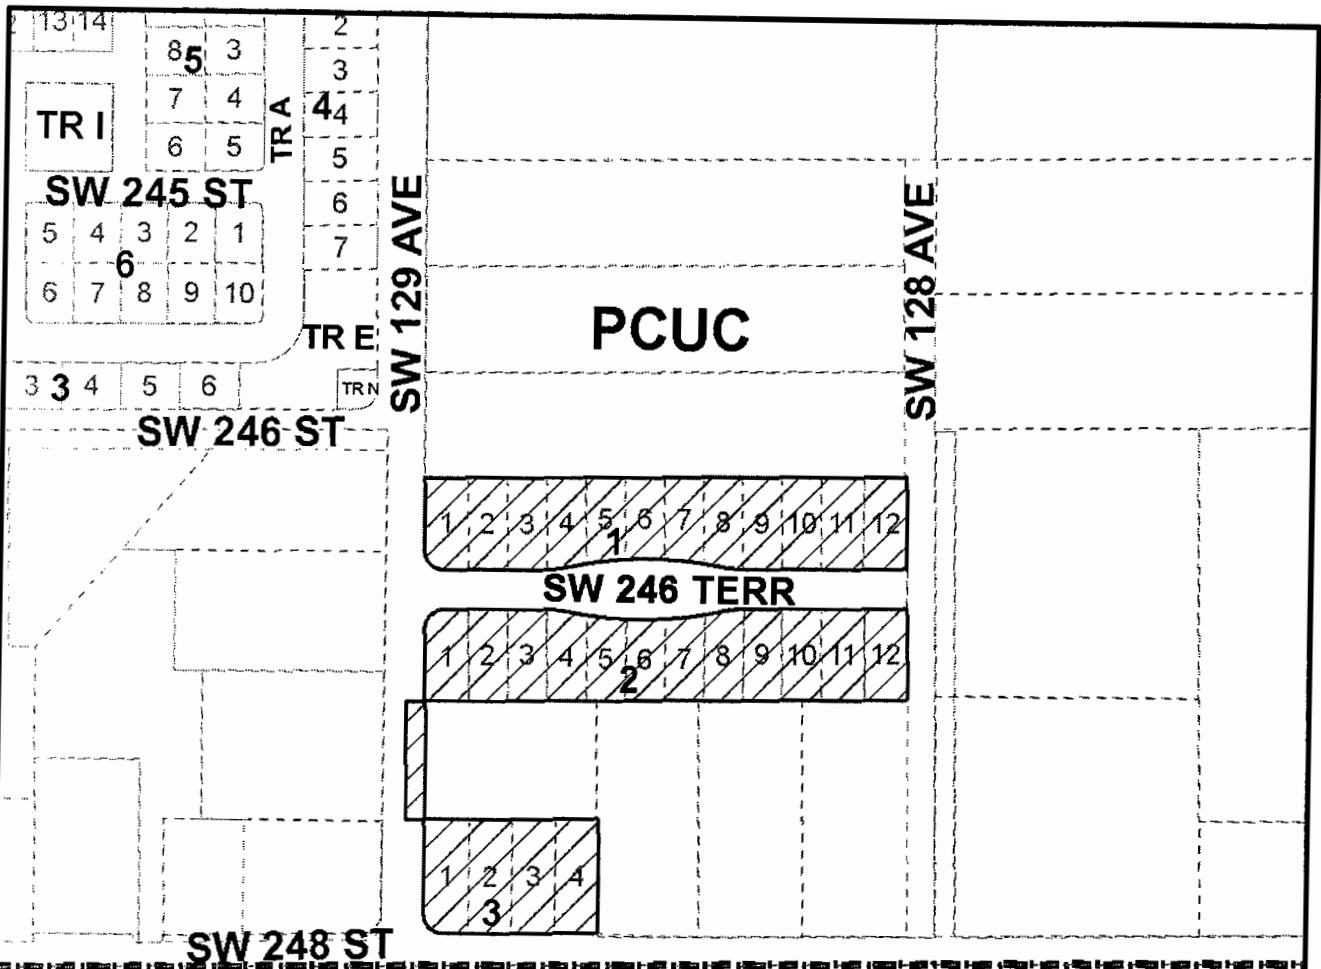 13 14
8 5 3
7 4
6 5
TR I
TR A
2
3
4 4
5
6
7
SW 245 ST
5 4 3 2 1
6
6 7 8 9 10
TR E
TR N
3 3 4 5 6
SW 246 ST
SW 129 AVE
PCUC
SW 128 AVE
1 2 3 4 5 6 7 8 9 10 11 12
1
SW 246 TERR
1 2 3 4 5 6 7 8 9 10 11 12
2
1 2 3 4
3
SW 248 ST